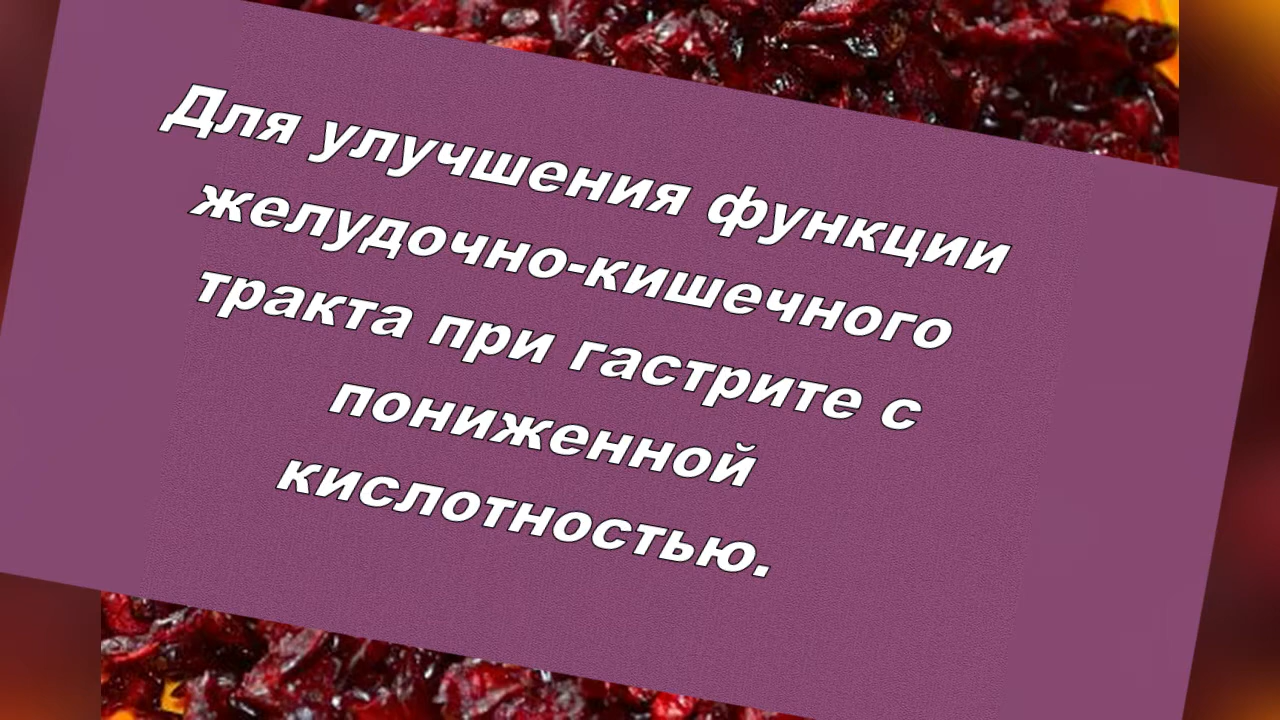 Для улучшения функции
желудочно-кишечного
тракта при гастрите с
пониженной
кислотностью.